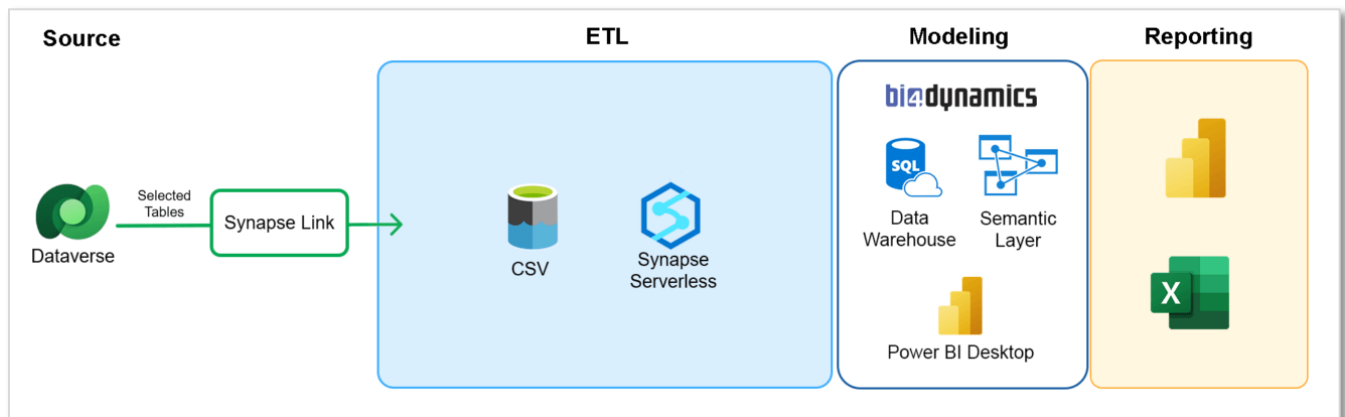 Source
ETL
Modeling
Reporting
Dataverse
Selected
Tables
Synapse Link
CSV
Synapse
Serverless
bi4dynamics
SQL
Data
Warehouse
Semantic
Layer
Power BI Desktop
X